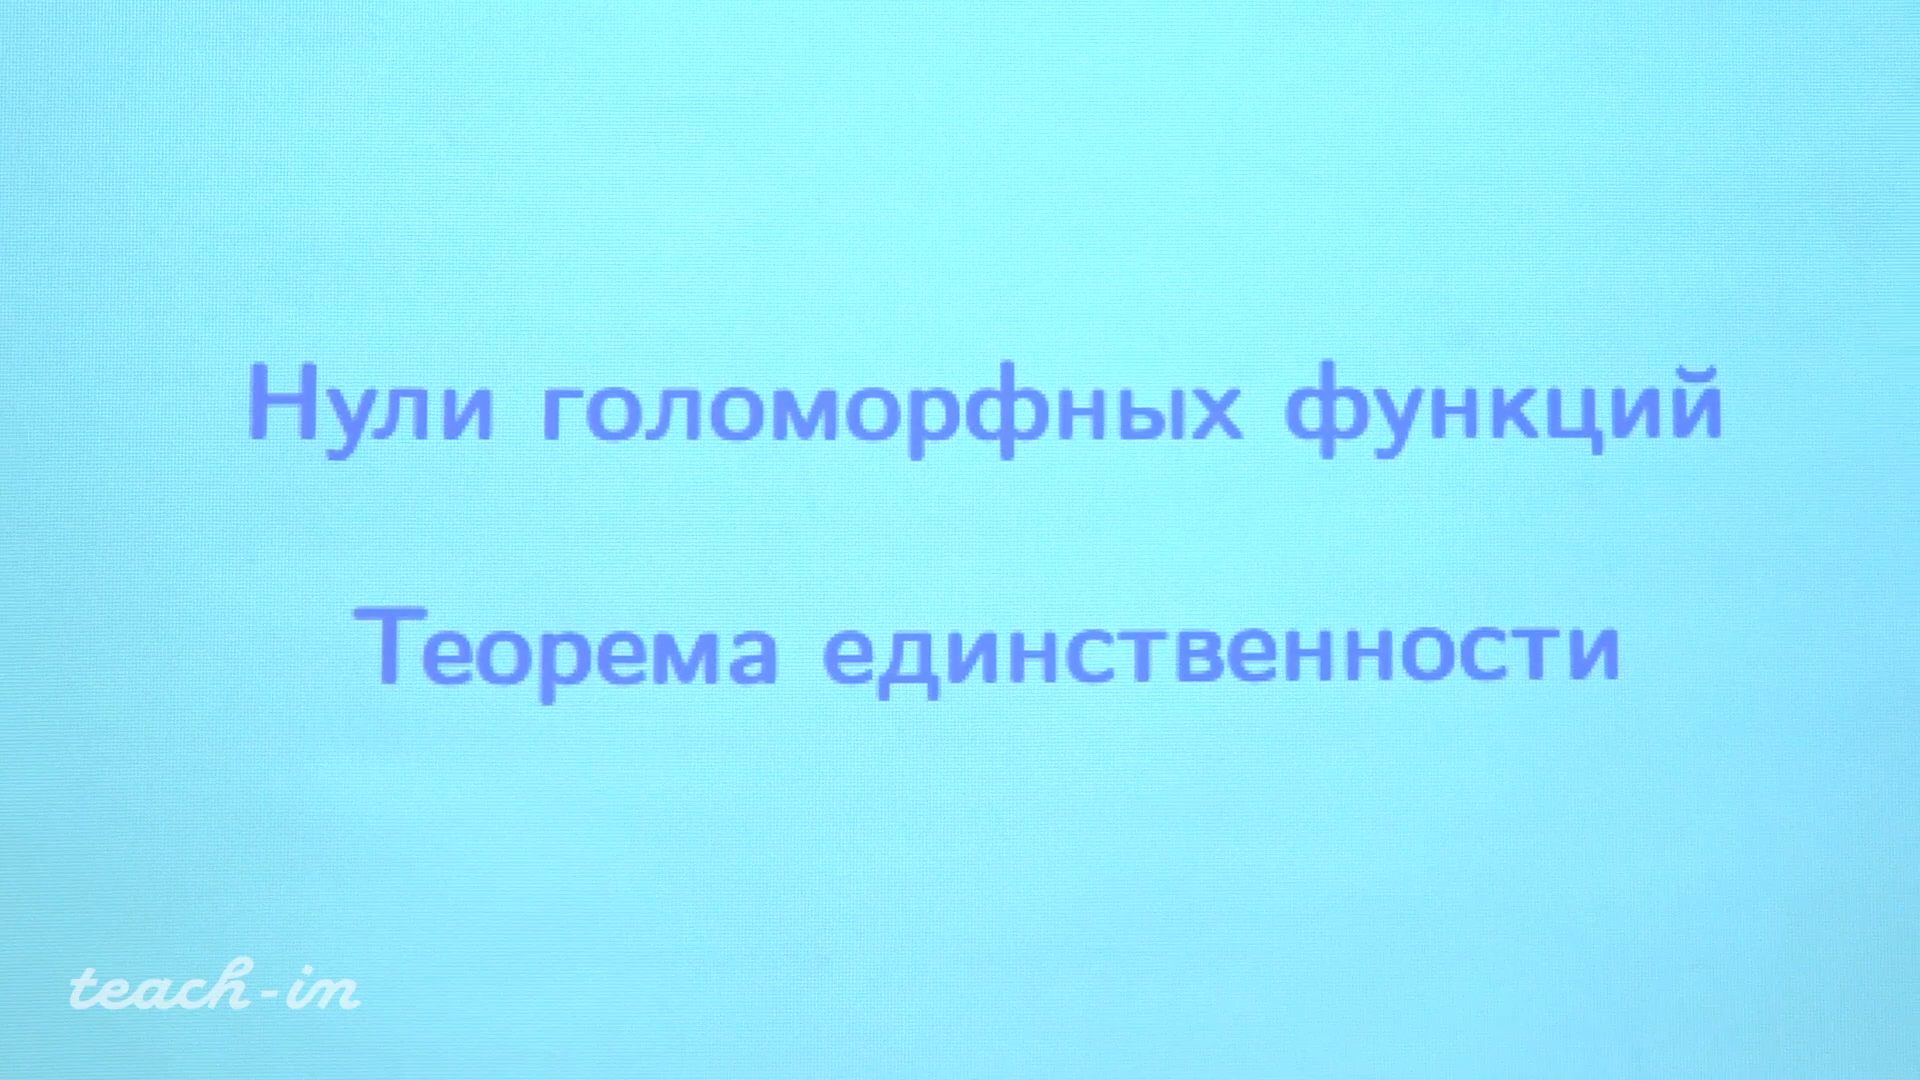 Нули голоморфных функций
Теорема единственности
teach-in